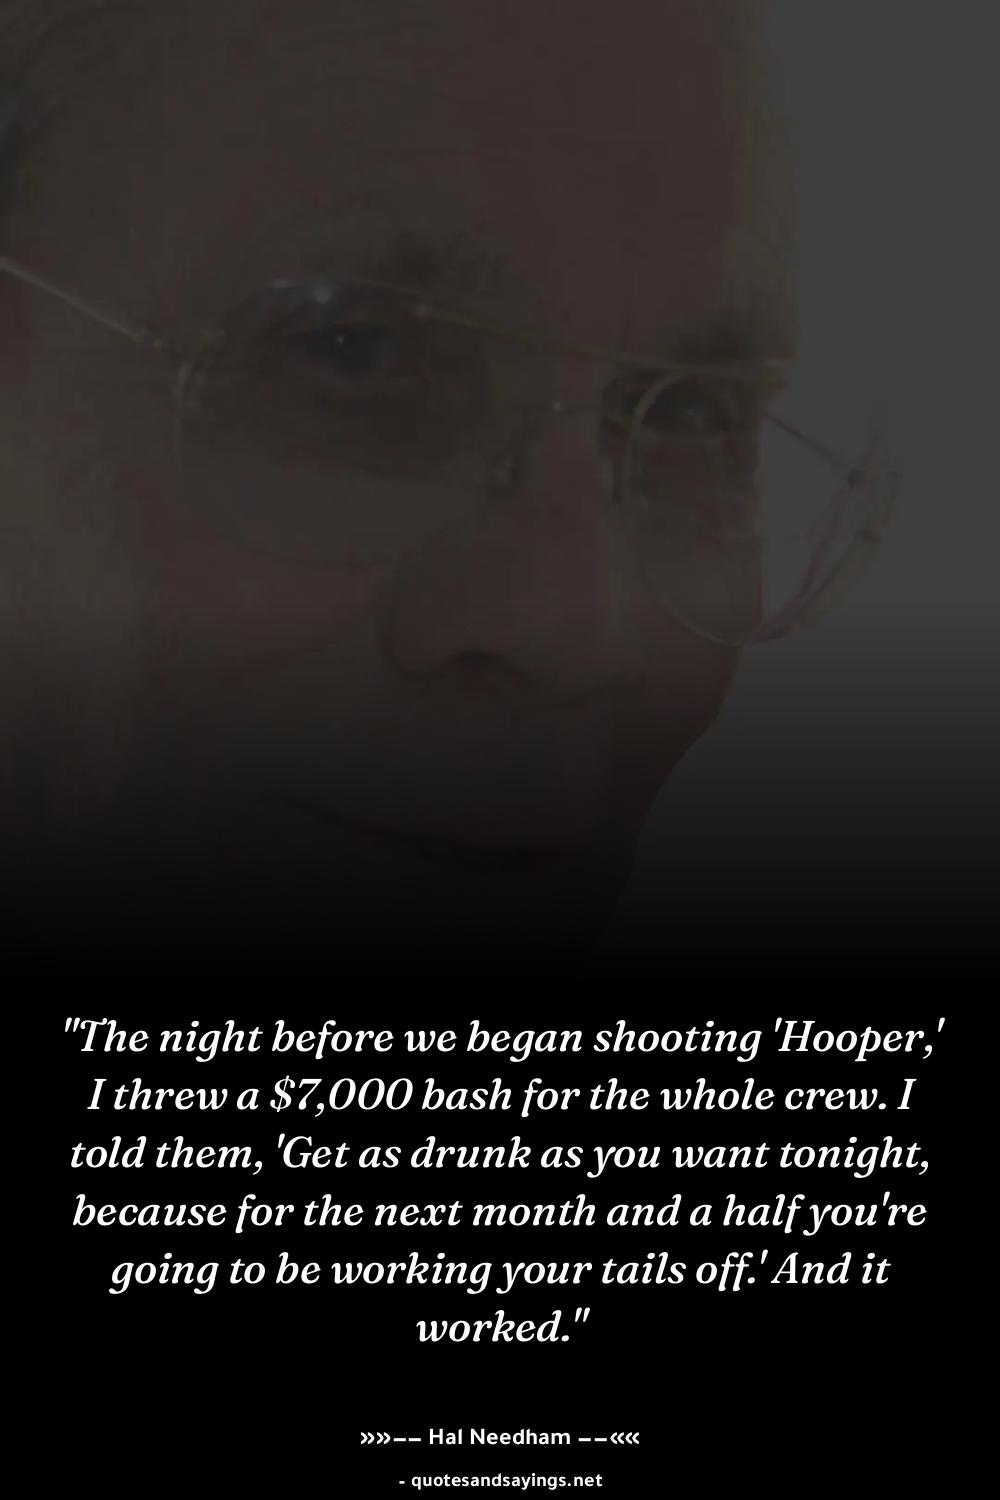 "The night before we began shooting 'Hooper,'
I threw a $7,000 bash for the whole crew. I
told them, 'Get as drunk as you want tonight,
because for the next month and a half you're
going to be working your tails off.' And it
worked."
»»−− Hal Needham −−««
- quotesandsayings.net